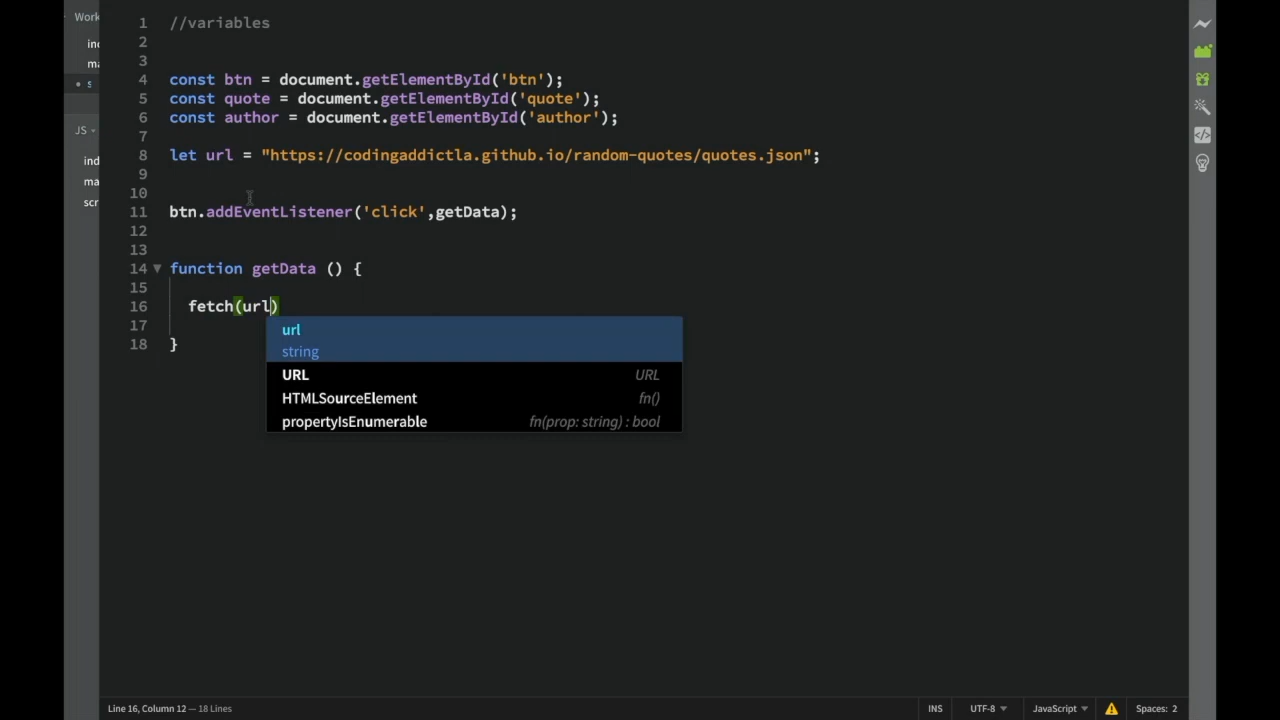 Work
ind
ma
s
JS
ind
ma
scr
1 //variables
2
3
4 const btn = document.getElementById('btn');
5 const quote = document.getElementById('quote');
6 const author = document.getElementById('author');
7
8 let url = "https://codingaddictla.github.io/random-quotes/quotes.json";
9
10
11 btn.addEventListener('click',getData);
12
13
14 function getData () {
15
16 fetch(url)
17
18 }
url
string
URL URL
HTMLSourceElement fn()
propertyIsEnumerable fn(prop: string) : bool
Line 16, Column 12 — 18 Lines INS UTF-8 JavaScript Spaces: 2